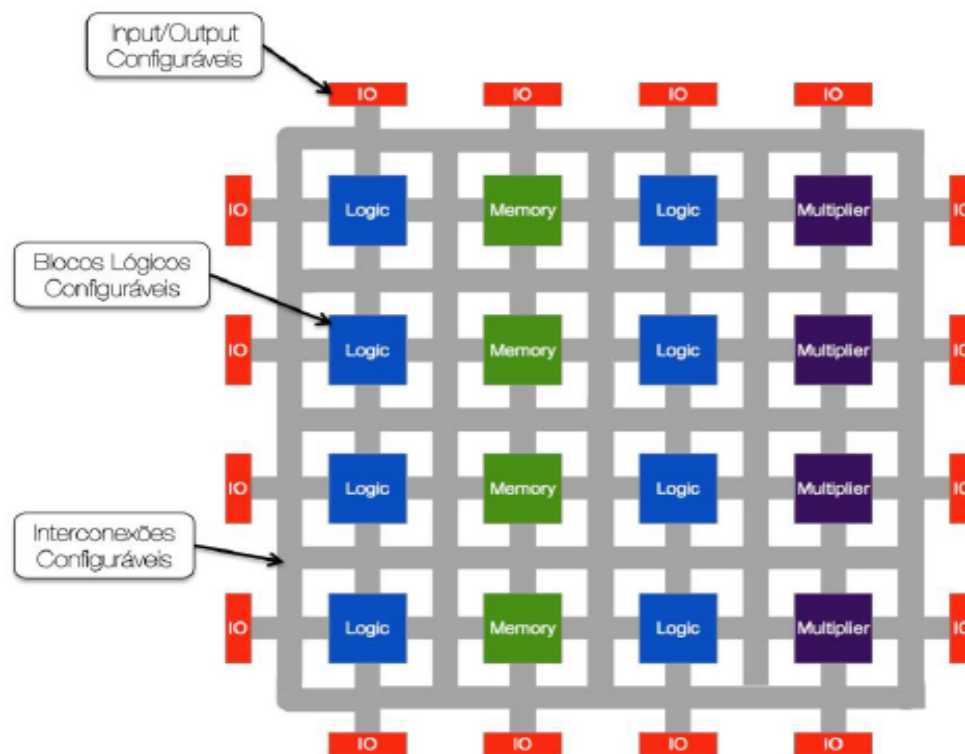 Input/Output
Configuráveis
IO IO IO IO
IO Logic Memory Logic Multiplier IO
Blocos Lógicos
Configuráveis
IO Logic Memory Logic Multiplier IO
IO Logic Memory Logic Multiplier IO
Interconexões
Configuráveis
IO Logic Memory Logic Multiplier IO
IO IO IO IO